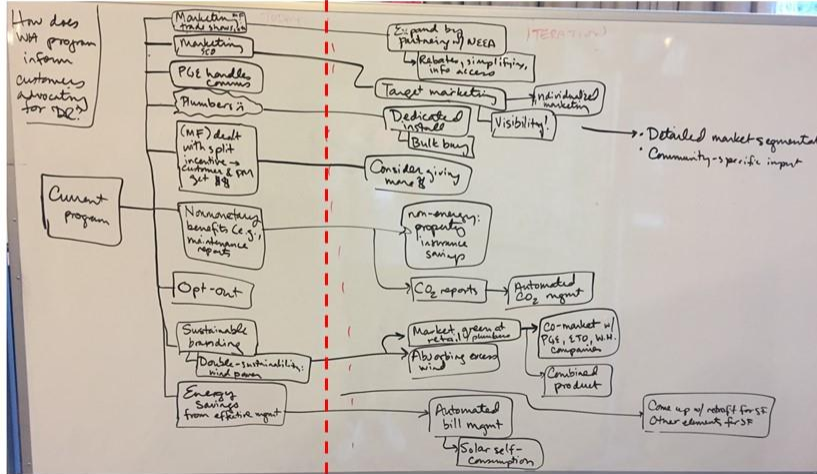 How does
WH program
inform
customers
advocating
for "DR?"
Current
program
Marketing
trade shows
Marketing
PGE handles
comms
Plumbers
(MF) dealt
with split
incentive →
customer & PM
get $$
Nonmonetary
benefits (e.g.,
maintenance
reports
Opt-out
Sustainable
branding
Double-sustainability:
wind power
Energy
Savings
from effective mgmt
ITERATION
Expand by
partnering w/ NEEA
Rebates, simplifying,
info access
Target marketing
Individualized
marketing
Visibility!
Dedicated
install
Bulk buy
Consider giving
more $
• Detailed market segmentat
• Community-specific input
non-energy:
property
insurance
savings
CO2 reports
Automated
CO2 mgmt
Market green at
retail & plumbers
Absorbing excess
wind
Co-market w/
PGE, ETO, W.H.
companies
Combined
product
Automated
bill mgmt
Solar self-
consumption
Come up w/ retrofit for SF
Other elements for SF